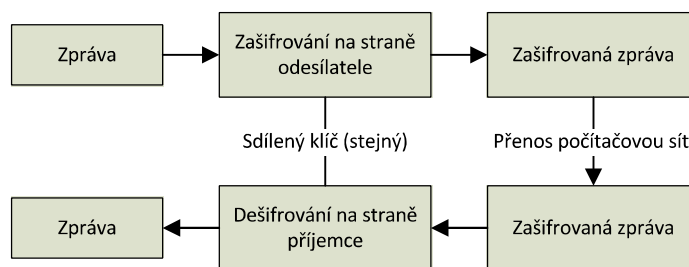 Zpráva
Zašifrování na straně
odesílatele
Zašifrovaná zpráva
Sdílený klíč (stejný)
Přenos počítačovou sít
Zpráva
Dešifrování na straně
příjemce
Zašifrovaná zpráva